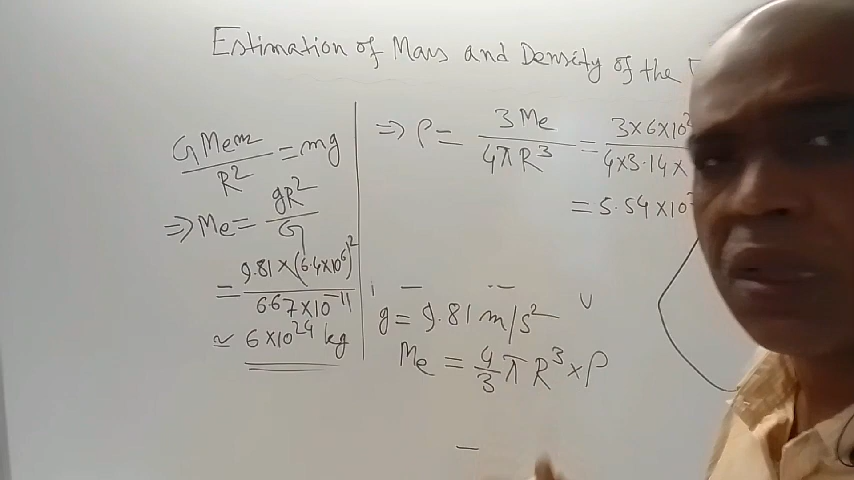 Estimation of Mass and Density of the
GMem/R² = mg
⇒ Me = gR²/G
= 9.81 × (6.4×10⁶)²/6.67×10⁻¹¹
≃ 6×10²⁴ kg
⇒ ρ = 3Me/4πR³ = 3×6×10²/4×3.14×
= 5.54×10
g = 9.81 m/s²
Me = 4/3 π R³ × ρ